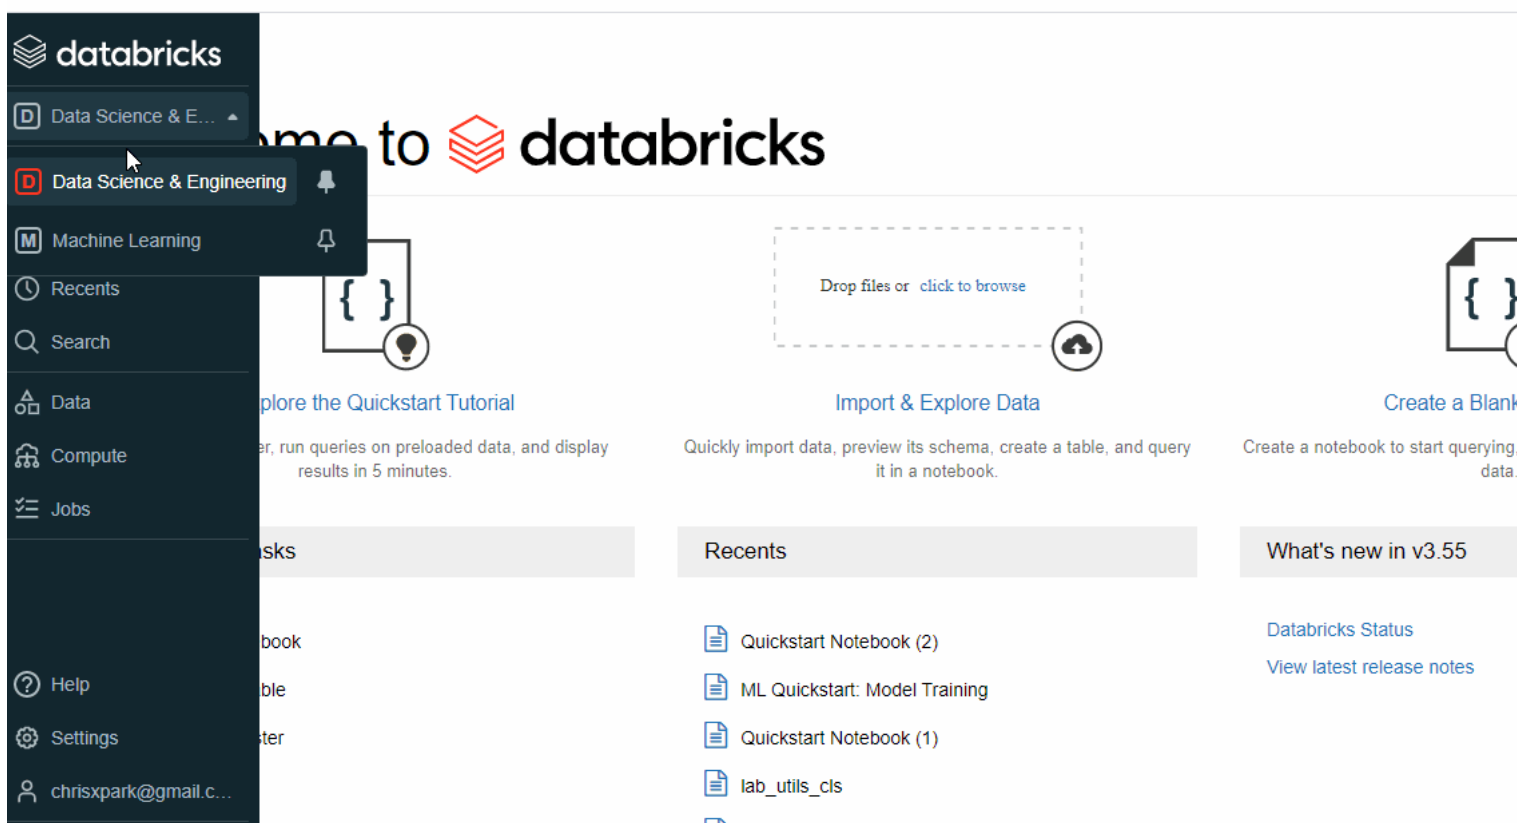 databricks
D Data Science & E...
D Data Science & Engineering
M Machine Learning
Recents
Search
Data
Compute
Jobs
Help
Settings
chrisxpark@gmail.c...
ome to databricks
{ }
plore the Quickstart Tutorial
er, run queries on preloaded data, and display
results in 5 minutes.
Drop files or click to browse
Import & Explore Data
Quickly import data, preview its schema, create a table, and query
it in a notebook.
{ }
Create a Blank
Create a notebook to start querying,
data.
asks
book
ble
ster
Recents
Quickstart Notebook (2)
ML Quickstart: Model Training
Quickstart Notebook (1)
lab_utils_cls
What's new in v3.55
Databricks Status
View latest release notes